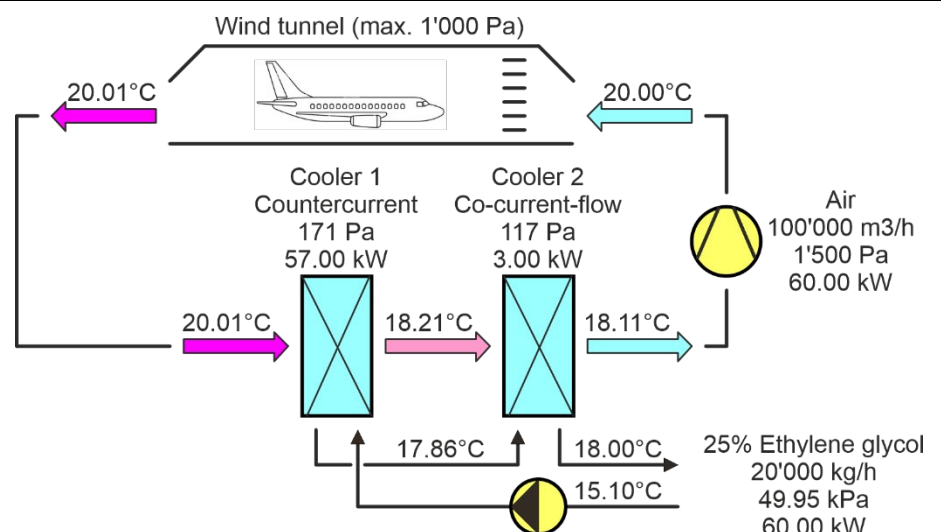 Wind tunnel (max. 1'000 Pa)
20.01°C
20.00°C
Cooler 1
Countercurrent
171 Pa
57.00 kW
Cooler 2
Co-current-flow
117 Pa
3.00 kW
Air
100'000 m3/h
1'500 Pa
60.00 kW
20.01°C
18.21°C
18.11°C
17.86°C
18.00°C
15.10°C
25% Ethylene glycol
20'000 kg/h
49.95 kPa
60.00 kW